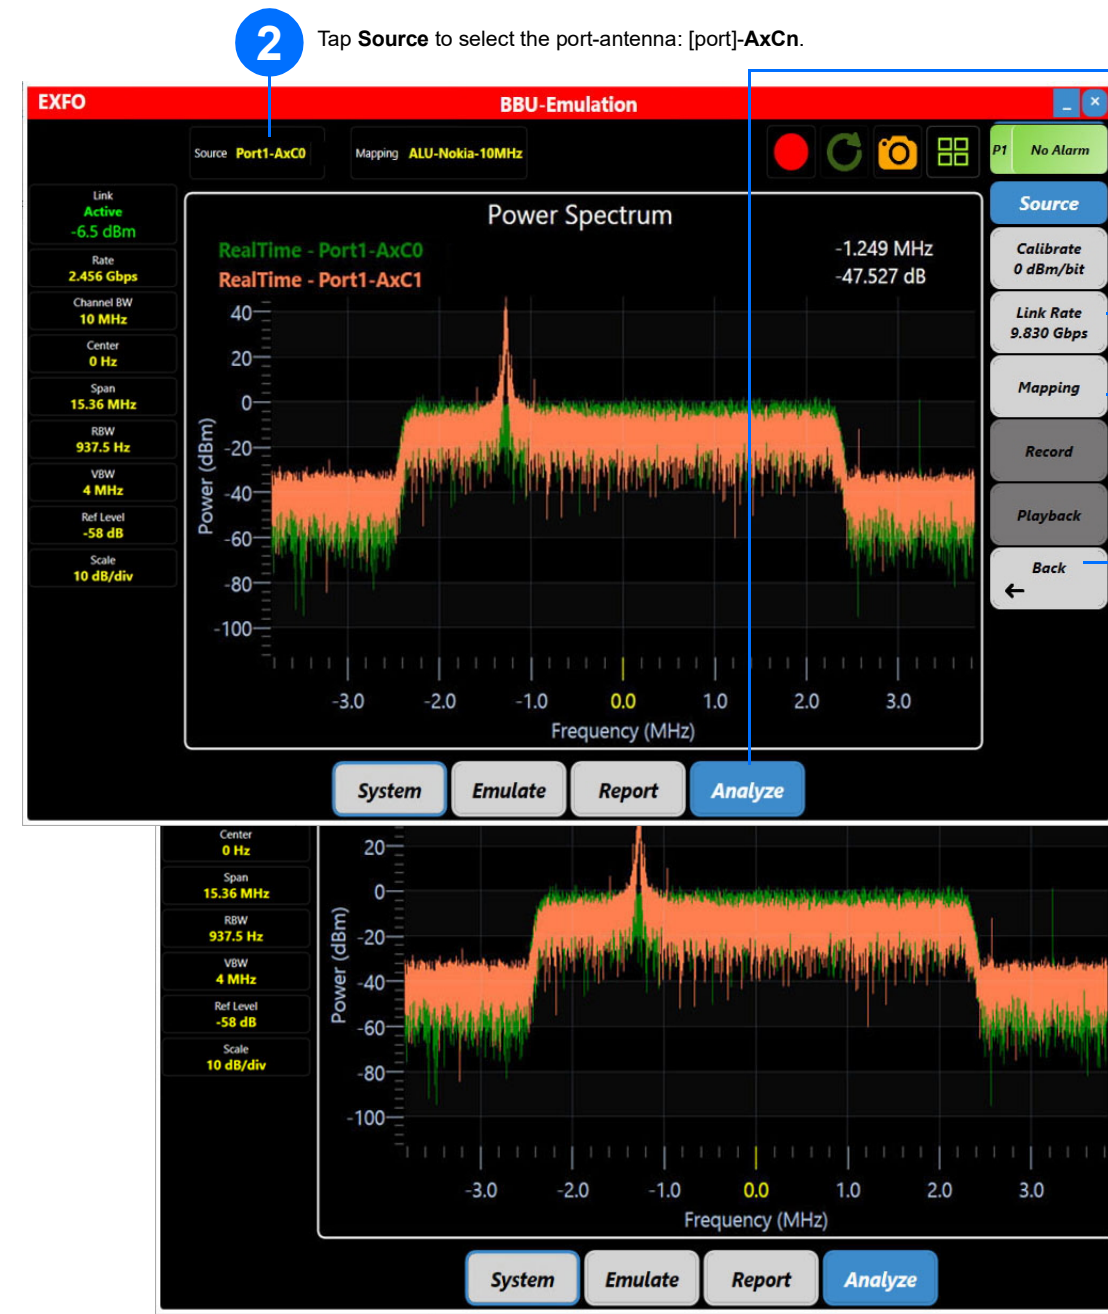 2
Tap Source to select the port-antenna: [port]-AxCn.
EXFO
BBU-Emulation
Source Port1-AxC0
Mapping ALU-Nokia-10MHz
P1 No Alarm
Link
Active
-6.5 dBm
Rate
2.456 Gbps
Channel BW
10 MHz
Center
0 Hz
Span
15.36 MHz
RBW
937.5 Hz
VBW
4 MHz
Ref Level
-58 dB
Scale
10 dB/div
Power Spectrum
RealTime - Port1-AxC0
RealTime - Port1-AxC1
-1.249 MHz
-47.527 dB
Power (dBm)
40
20
0
-20
-40
-60
-80
-100
-3.0 -2.0 -1.0 0.0 1.0 2.0 3.0
Frequency (MHz)
Source
Calibrate
0 dBm/bit
Link Rate
9.830 Gbps
Mapping
Record
Playback
Back
System Emulate Report Analyze
Center
0 Hz
Span
15.36 MHz
RBW
937.5 Hz
VBW
4 MHz
Ref Level
-58 dB
Scale
10 dB/div
Power (dBm)
20
0
-20
-40
-60
-80
-100
-3.0 -2.0 -1.0 0.0 1.0 2.0 3.0
Frequency (MHz)
System Emulate Report Analyze